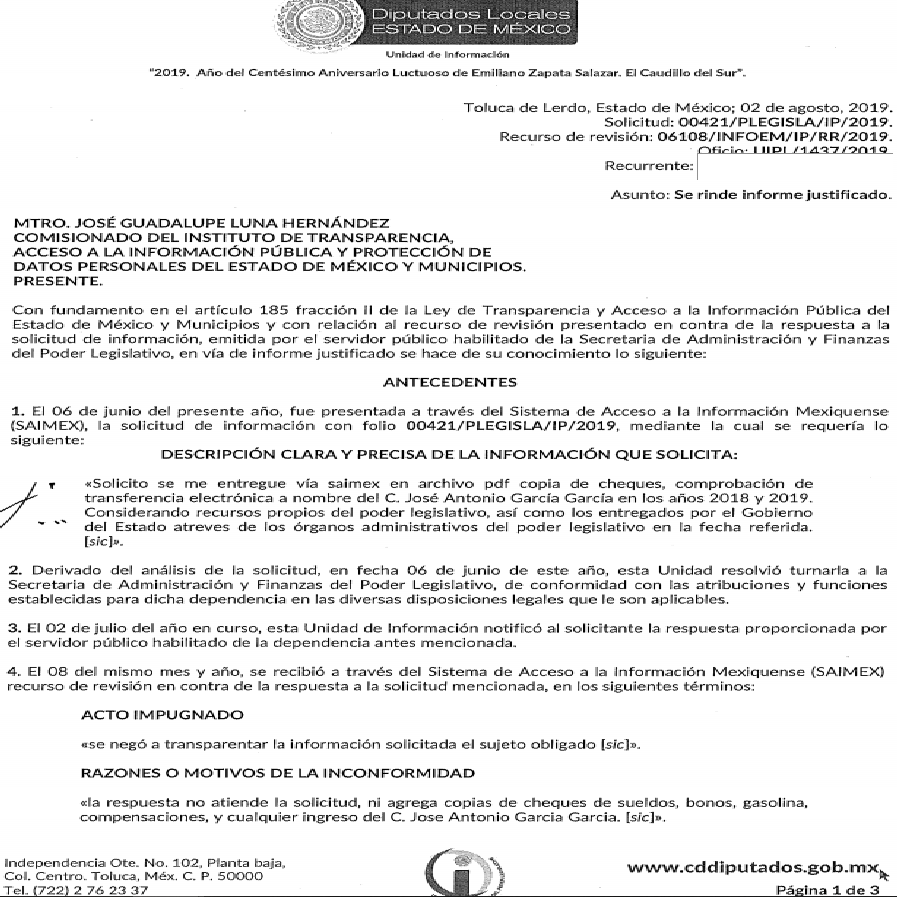 Diputados Locales
ESTADO DE MÉXICO
Unidad de Información
"2019. Año del Centésimo Aniversario Luctuoso de Emiliano Zapata Salazar. El Caudillo del Sur".
Toluca de Lerdo, Estado de México; 02 de agosto, 2019.
Solicitud: 00421/PLEGISLA/IP/2019.
Recurso de revisión: 06108/INFOEM/IP/RR/2019.
Oficio: UIPL/1437/2019
Recurrente:
Asunto: Se rinde informe justificado.
MTRO. JOSÉ GUADALUPE LUNA HERNÁNDEZ
COMISIONADO DEL INSTITUTO DE TRANSPARENCIA,
ACCESO A LA INFORMACIÓN PÚBLICA Y PROTECCIÓN DE
DATOS PERSONALES DEL ESTADO DE MÉXICO Y MUNICIPIOS.
PRESENTE.
Con fundamento en el artículo 185 fracción II de la Ley de Transparencia y Acceso a la Información Pública del
Estado de México y Municipios y con relación al recurso de revisión presentado en contra de la respuesta a la
solicitud de información, emitida por el servidor público habilitado de la Secretaria de Administración y Finanzas
del Poder Legislativo, en vía de informe justificado se hace de su conocimiento lo siguiente:
ANTECEDENTES
1. El 06 de junio del presente año, fue presentada a través del Sistema de Acceso a la Información Mexiquense
(SAIMEX), la solicitud de información con folio 00421/PLEGISLA/IP/2019, mediante la cual se requería lo
siguiente:
DESCRIPCIÓN CLARA Y PRECISA DE LA INFORMACIÓN QUE SOLICITA:
«Solicito se me entregue vía saimex en archivo pdf copia de cheques, comprobación de
transferencia electrónica a nombre del C. José Antonio García García en los años 2018 y 2019.
Considerando recursos propios del poder legislativo, así como los entregados por el Gobierno
del Estado atreves de los órganos administrativos del poder legislativo en la fecha referida.
[sic]».
2. Derivado del análisis de la solicitud, en fecha 06 de junio de este año, esta Unidad resolvió turnarla a la
Secretaria de Administración y Finanzas del Poder Legislativo, de conformidad con las atribuciones y funciones
establecidas para dicha dependencia en las diversas disposiciones legales que le son aplicables.
3. El 02 de julio del año en curso, esta Unidad de Información notificó al solicitante la respuesta proporcionada por
el servidor público habilitado de la dependencia antes mencionada.
4. El 08 del mismo mes y año, se recibió a través del Sistema de Acceso a la Información Mexiquense (SAIMEX)
recurso de revisión en contra de la respuesta a la solicitud mencionada, en los siguientes términos:
ACTO IMPUGNADO
«se negó a transparentar la información solicitada el sujeto obligado [sic]».
RAZONES O MOTIVOS DE LA INCONFORMIDAD
«la respuesta no atiende la solicitud, ni agrega copias de cheques de sueldos, bonos, gasolina,
compensaciones, y cualquier ingreso del C. Jose Antonio Garcia Garcia. [sic]».
Independencia Ote. No. 102, Planta baja,
Col. Centro. Toluca, Méx. C. P. 50000
Tel. (722) 2 76 23 37
www.cddiputados.gob.mx
Página 1 de 3